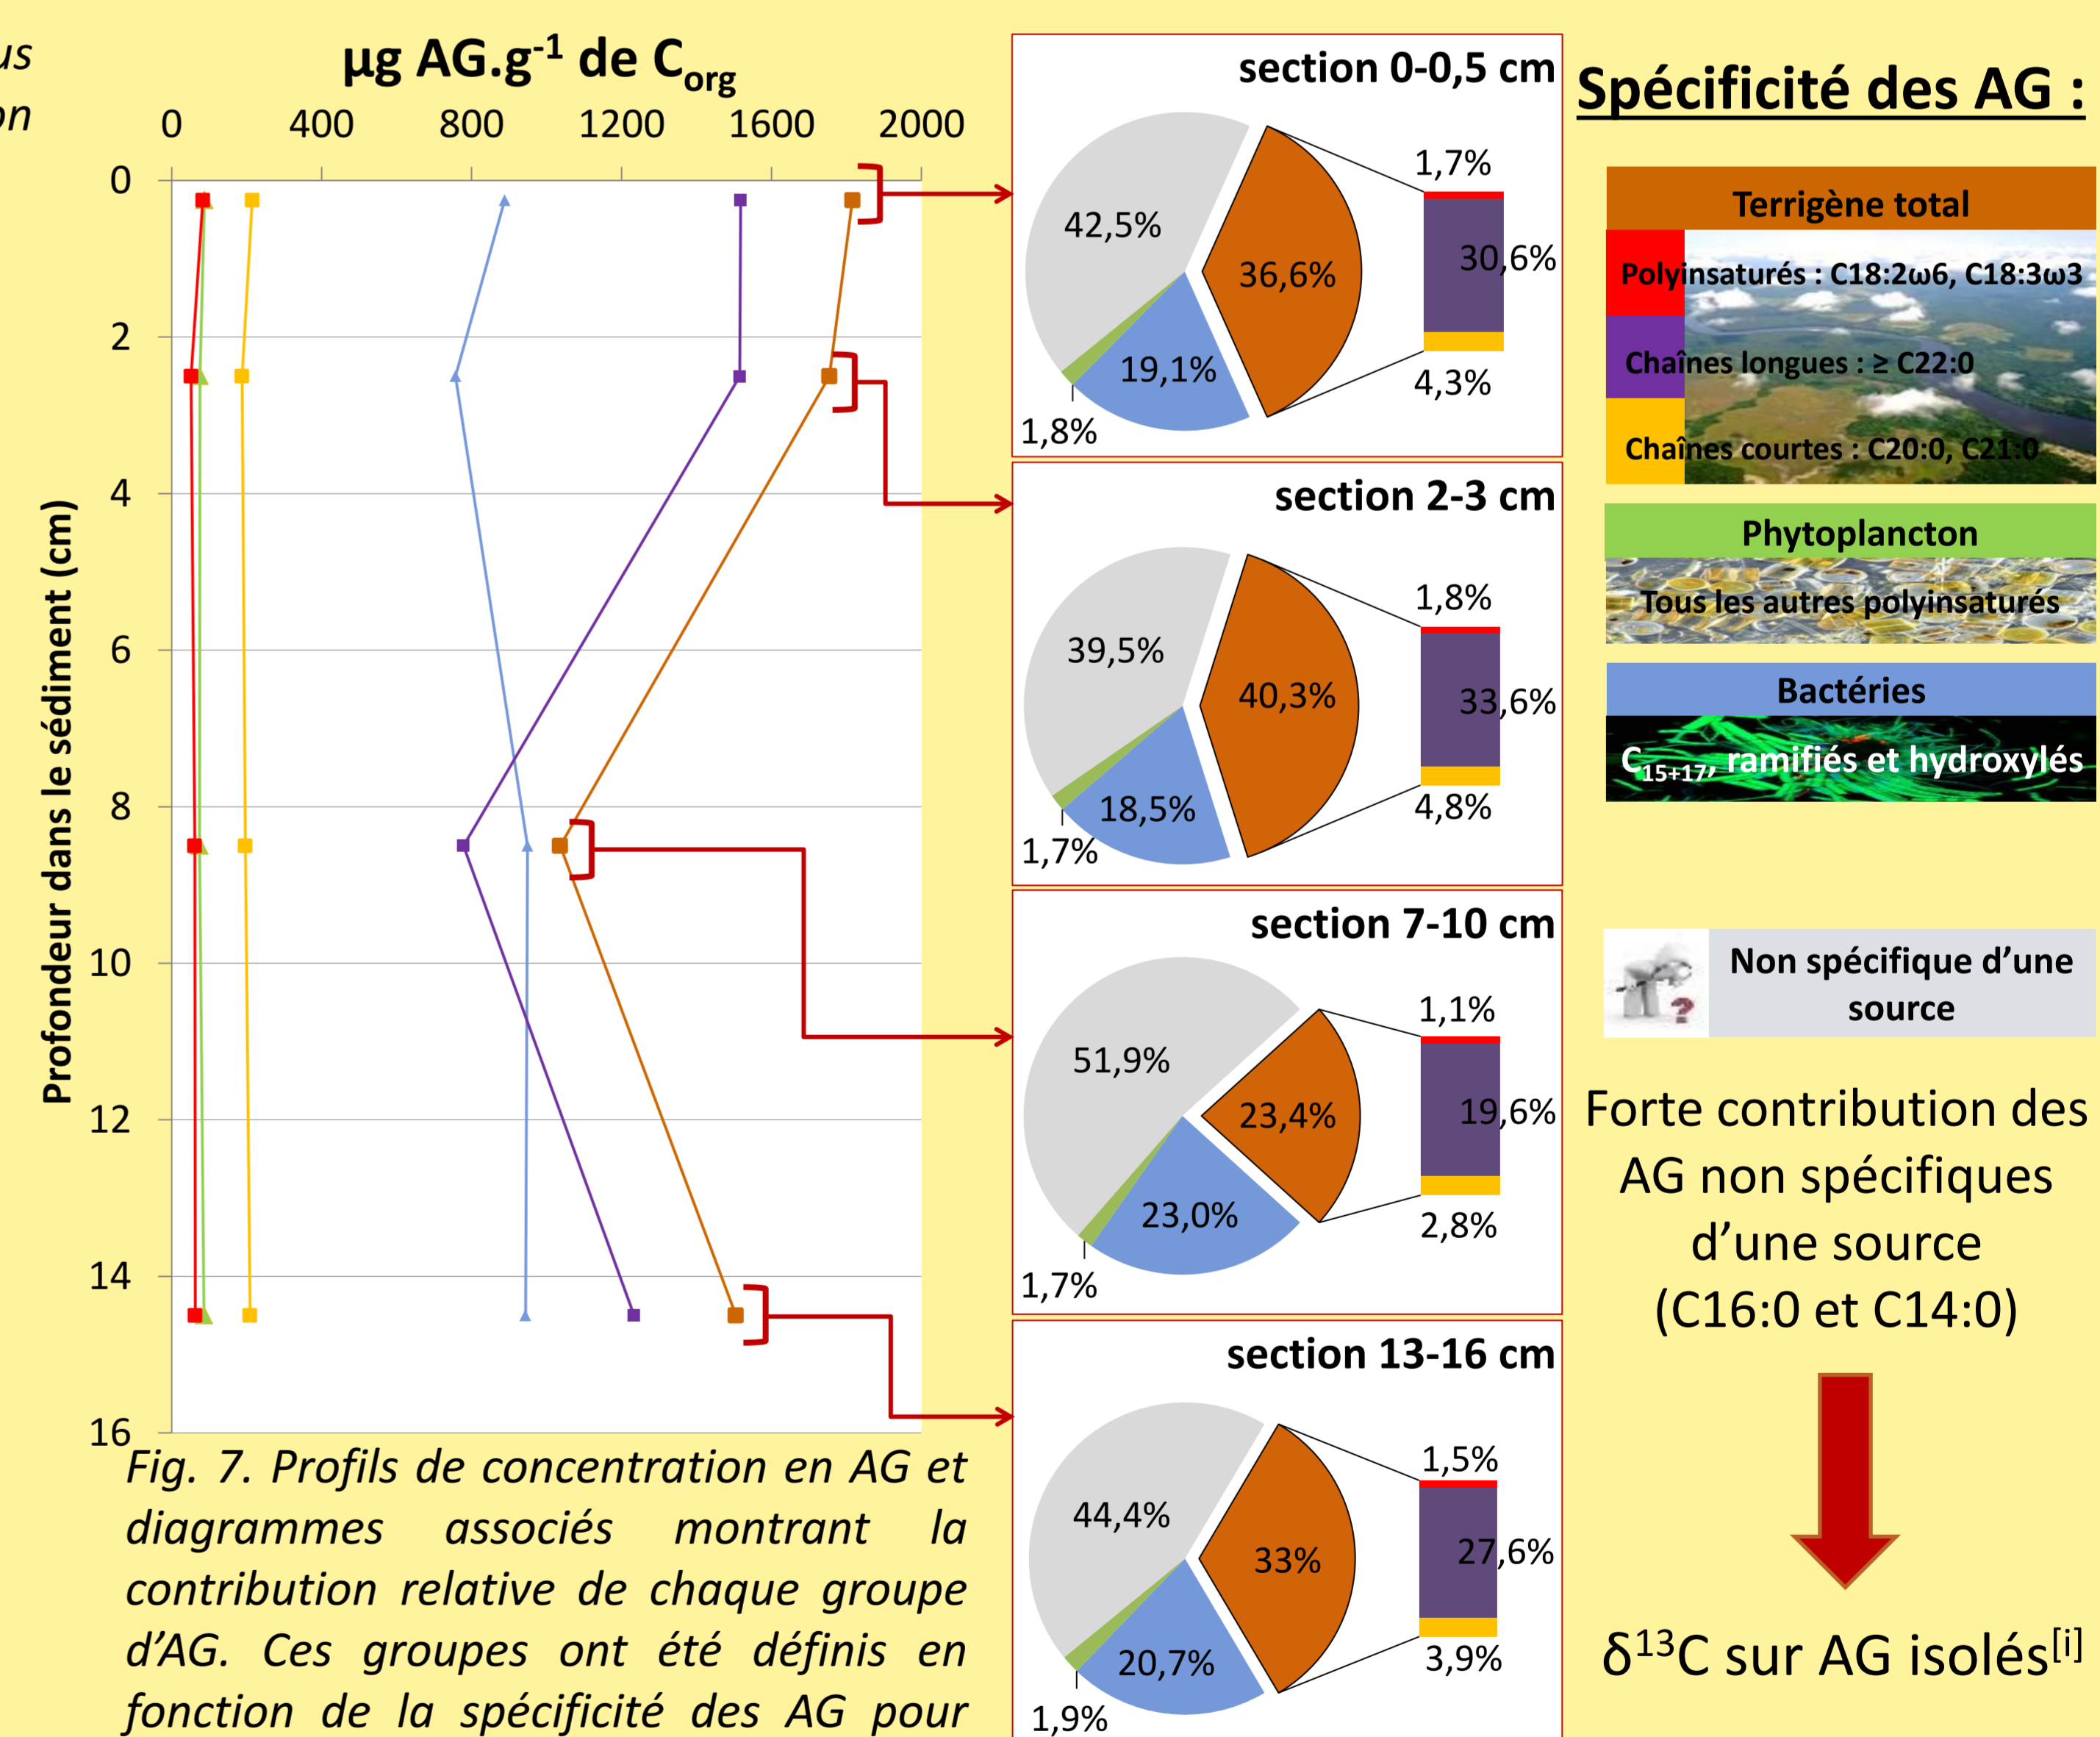 us
on
µg AG.g-1 de Corg
0 400 800 1200 1600 2000
Profondeur dans le sédiment (cm)
0
2
4
6
8
10
12
14
16
Fig. 7. Profils de concentration en AG et
diagrammes associés montrant la
contribution relative de chaque groupe
d’AG. Ces groupes ont été définis en
fonction de la spécificité des AG pour
section 0-0,5 cm
42,5%
36,6%
19,1%
1,8%
1,7%
30,6%
4,3%
section 2-3 cm
39,5%
40,3%
18,5%
1,7%
1,8%
33,6%
4,8%
section 7-10 cm
51,9%
23,4%
23,0%
1,7%
1,1%
19,6%
2,8%
section 13-16 cm
44,4%
33%
20,7%
1,9%
1,5%
27,6%
3,9%
Spécificité des AG :
Terrigène total
Polyinsaturés : C18:2ω6, C18:3ω3
Chaînes longues : ≥ C22:0
Chaînes courtes : C20:0, C21:0
Phytoplancton
Tous les autres polyinsaturés
Bactéries
C15+17, ramifiés et hydroxylés
?
Non spécifique d’une
source
Forte contribution des
AG non spécifiques
d’une source
(C16:0 et C14:0)
δ13C sur AG isolés[i]